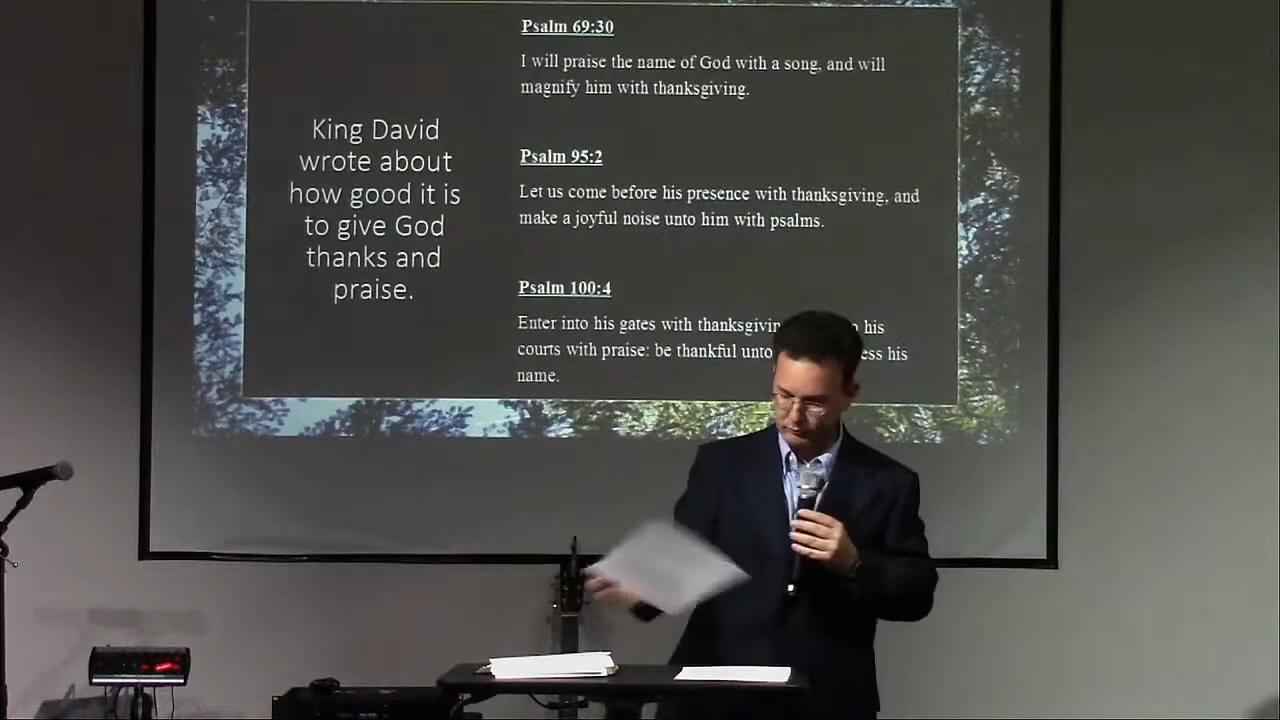 King David
wrote about
how good it is
to give God
thanks and
praise.
Psalm 69:30
I will praise the name of God with a song, and will
magnify him with thanksgiving.
Psalm 95:2
Let us come before his presence with thanksgiving, and
make a joyful noise unto him with psalms.
Psalm 100:4
Enter into his gates with his
courts with praise: be thankful unto his
name.